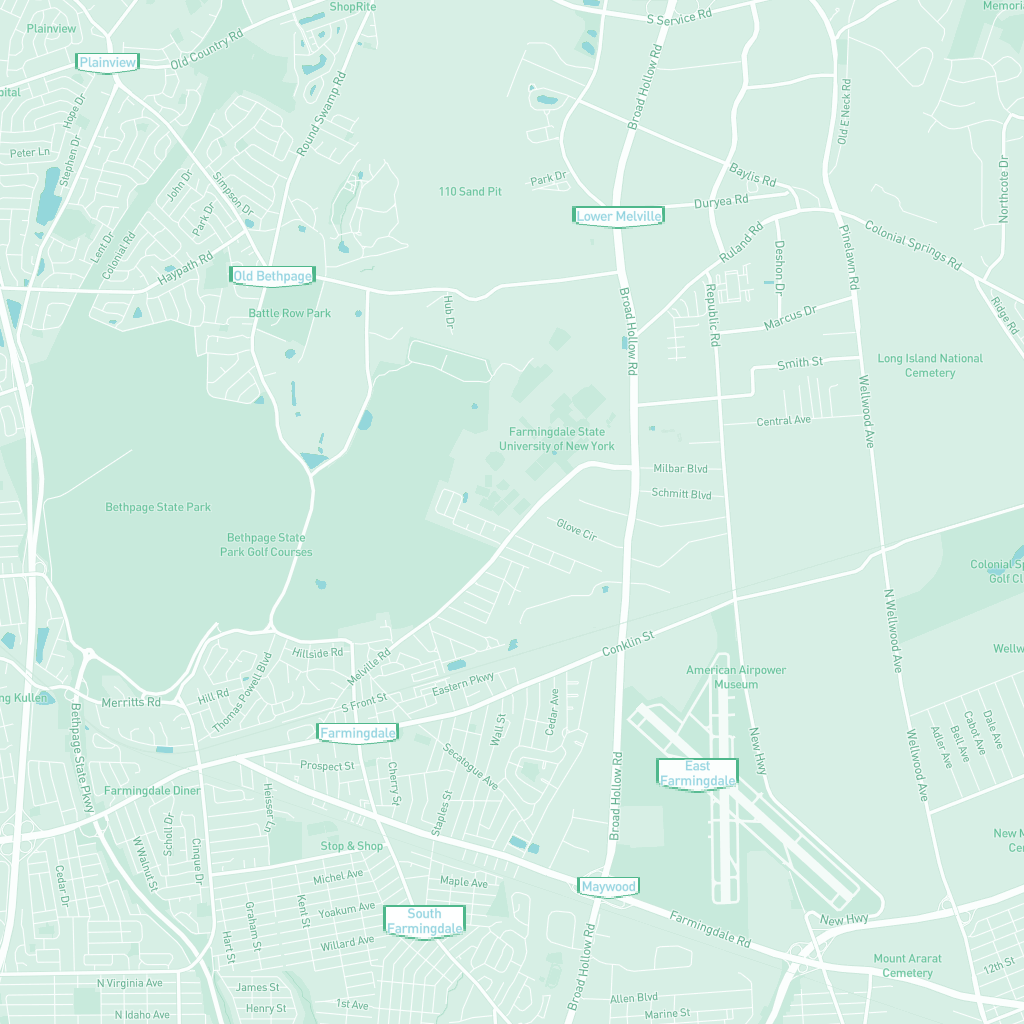 ShopRite
Memoria
S Service Rd
Plainview
Old Country Rd
Plainview
Broad Hollow Rd
Round Swamp Rd
Hope Dr
pital
Old E Neck Rd
Peter Ln
Stephen Dr
Baylis Rd
John Dr
Simpson Dr
Park Dr
110 Sand Pit
Northcote Dr
Duryea Rd
Park Dr
Lower Melville
Lent Dr
Colonial Rd
Ruland Rd
Pinelawn Rd
Colonial Springs Rd
Haypath Rd
Deshon Dr
Old Bethpage
Republic Rd
Hub Dr
Battle Row Park
Broad Hollow Rd
Marcus Dr
Ridge Rd
Smith St
Long Island National
Cemetery
Wellwood Ave
Central Ave
Farmingdale State
University of New York
Milbar Blvd
Schmitt Blvd
Bethpage State Park
Glove Cir
Bethpage State
Park Golf Courses
Colonial Sp
Golf Cl
N Wellwood Ave
Conklin St
Hillside Rd
Wellwo
Melville Rd
American Airpower
Museum
Thomas Powell Blvd
Eastern Pkwy
Hill Rd
ng Kullen
Merritts Rd
S Front St
Cedar Ave
Wall St
Dale Ave
Cabot Ave
Bell Ave
Adler Ave
Bethpage State Pkwy
Farmingdale
New Hwy
Secatogue Ave
Prospect St
East
Farmingdale
Wellwood Ave
Cherry St
Broad Hollow Rd
Farmingdale Diner
Heisser Ln
Staples St
Scholl Dr
New M
Cem
W Walnut St
Cinque Dr
Stop & Shop
Michel Ave
Maple Ave
Maywood
Cedar Dr
Kent St
Yoakum Ave
South
Farmingdale
Graham St
New Hwy
Hart St
Willard Ave
Farmingdale Rd
Broad Hollow Rd
Mount Ararat
Cemetery
12th St
N Virginia Ave
James St
Allen Blvd
Henry St
1st Ave
N Idaho Ave
Marine St